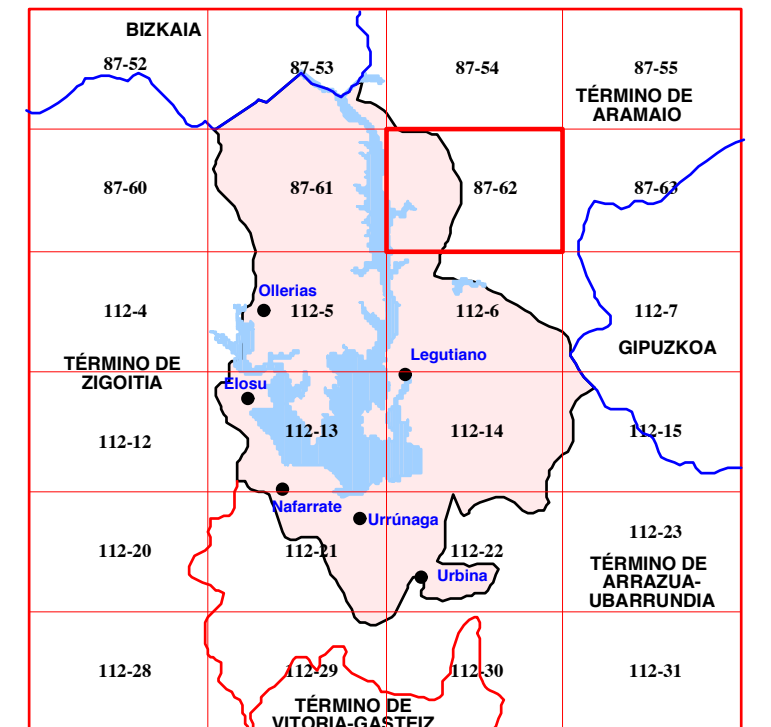 BIZKAIA
87-52
87-53
87-54
87-55
TÉRMINO DE
ARAMAIO
87-60
87-61
87-62
87-63
Ollerias
112-4
112-5
112-6
112-7
GIPUZKOA
Legutiano
TÉRMINO DE
ZIGOITIA
Elosu
112-12
112-13
112-14
112-15
Nafarrate
Urrúnaga
112-20
112-21
112-22
112-23
TÉRMINO DE
ARRAZUA-
UBARRUNDIA
Urbina
112-28
112-29
112-30
112-31
TÉRMINO DE
VITORIA-GASTEIZ